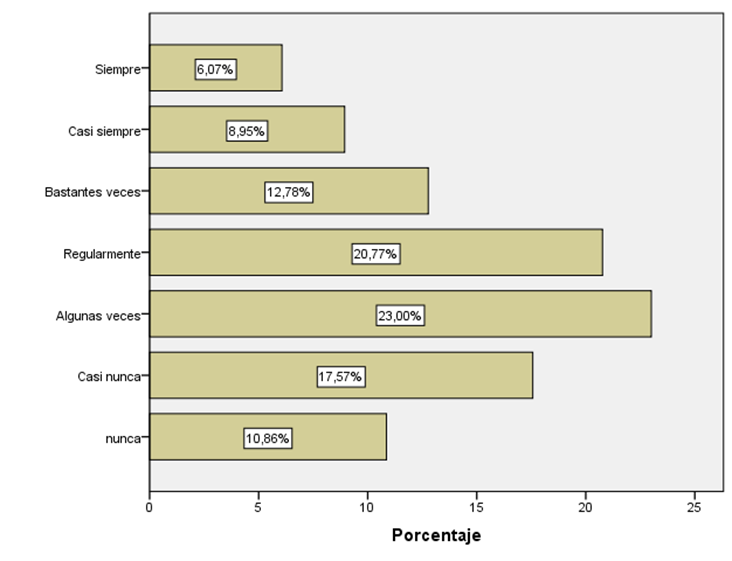 Siempre 6,07%
Casi siempre 8,95%
Bastantes veces 12,78%
Regularmente 20,77%
Algunas veces 23,00%
Casi nunca 17,57%
nunca 10,86%
0 5 10 15 20 25
Porcentaje